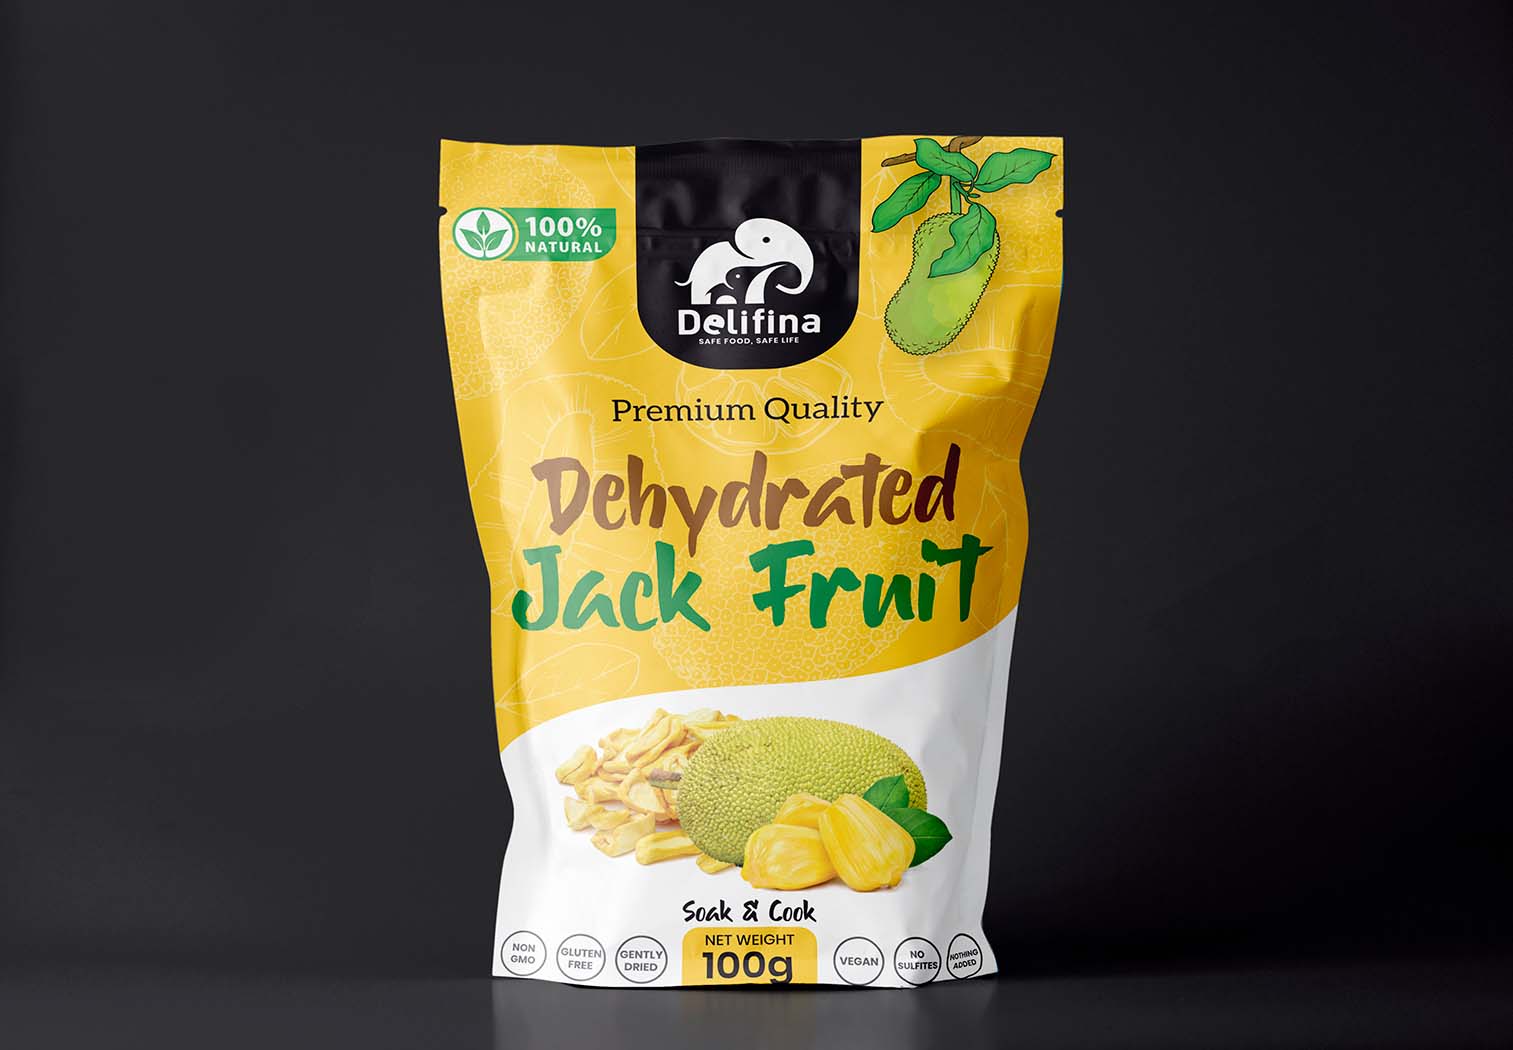 100%
NATURAL
Delifina
SAFE FOOD, SAFE LIFE
Premium Quality
Dehydrated
Jack Fruit
Soak & Cook
NET WEIGHT
100g
NON
GMO
GLUTEN
FREE
GENTLY
DRIED
VEGAN
NO
SULFITES
NOTHING
ADDED